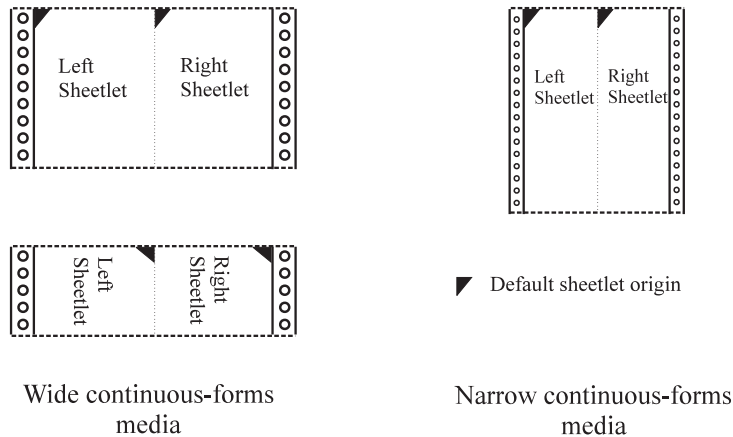 Left
Sheetlet
Right
Sheetlet
Left
Sheetlet
Right
Sheetlet
Left
Sheetlet
Right
Sheetlet
Default sheetlet origin
Wide continuous-forms
media
Narrow continuous-forms
media